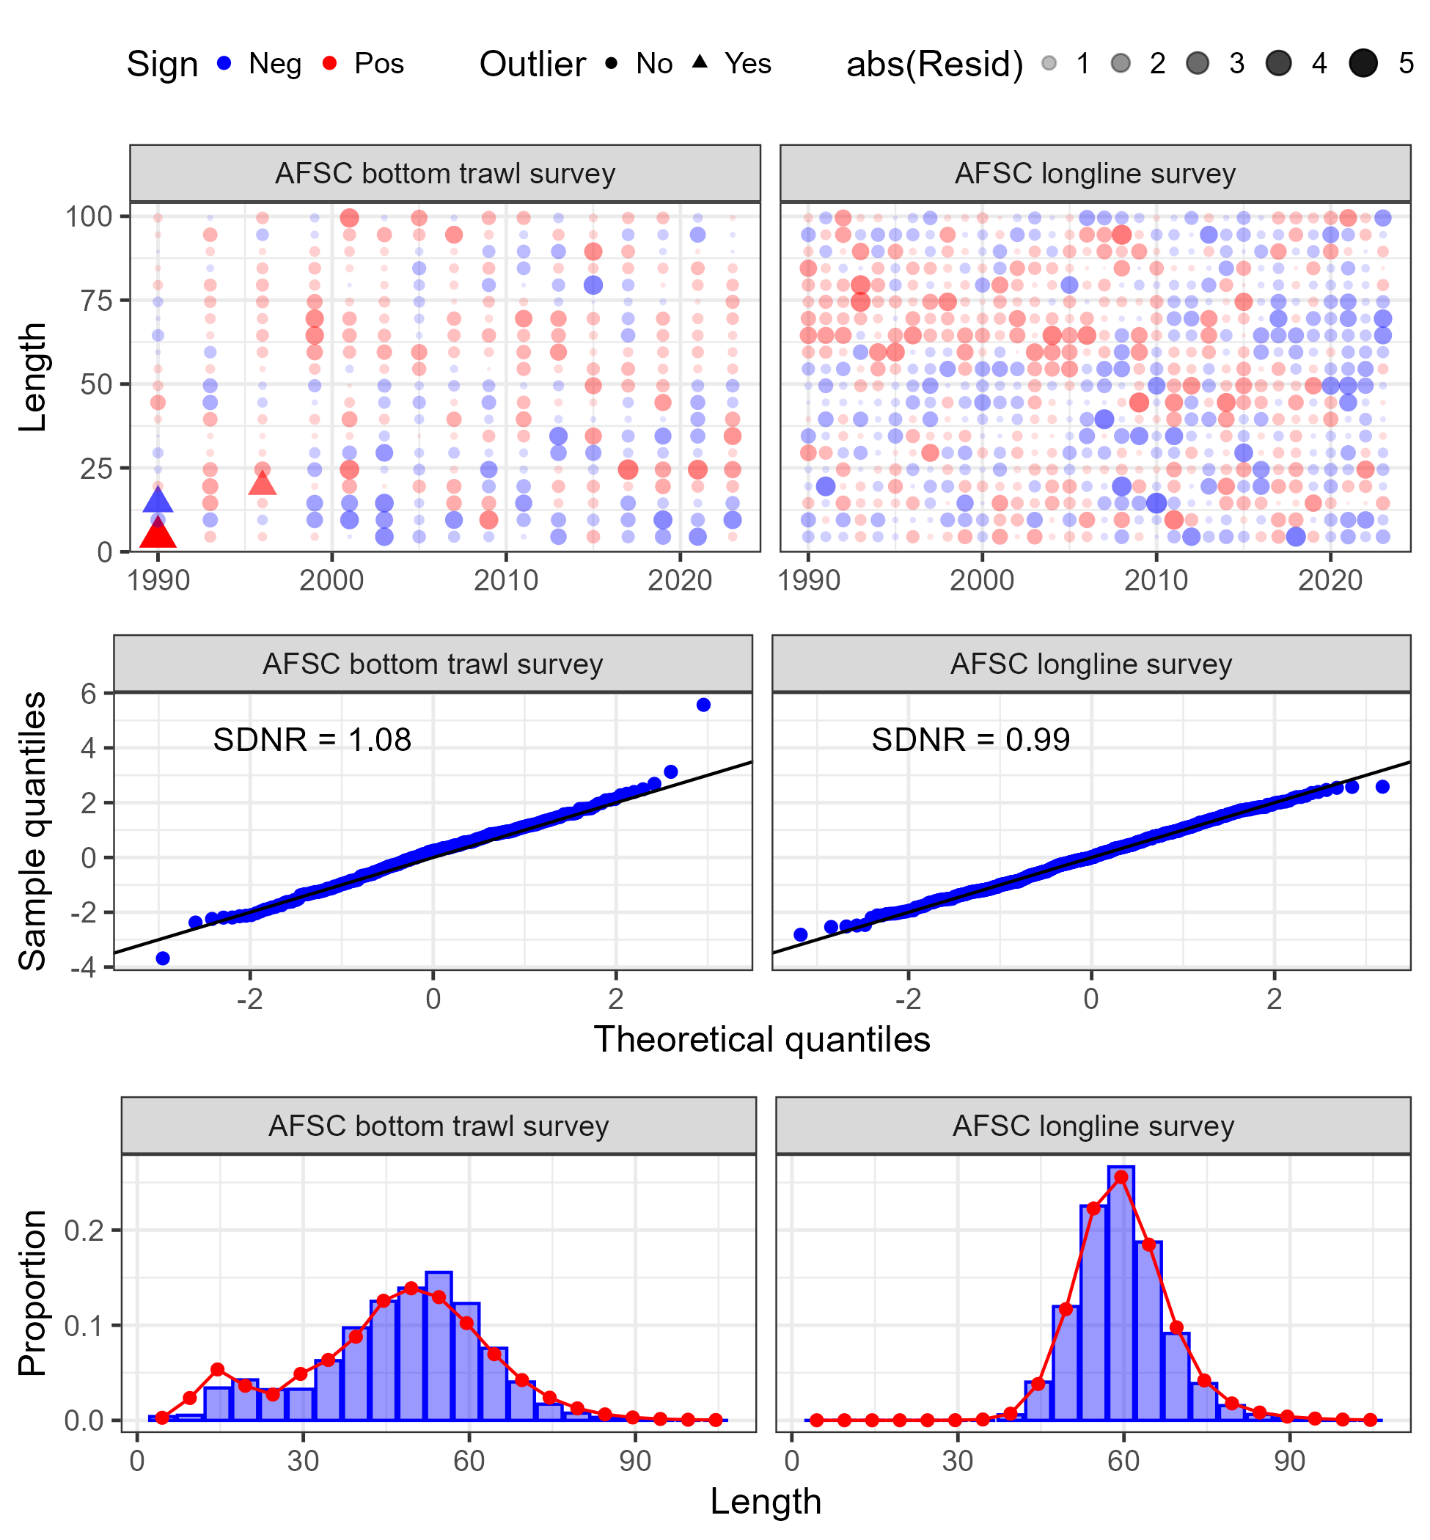 Sign Neg Pos Outlier No Yes abs(Resid) 1 2 3 4 5
AFSC bottom trawl survey AFSC longline survey
Length
100
75
50
25
0
1990 2000 2010 2020 1990 2000 2010 2020
AFSC bottom trawl survey AFSC longline survey
Sample quantiles
6
4
2
0
-2
-4
SDNR = 1.08 SDNR = 0.99
-2 0 2 -2 0 2
Theoretical quantiles
AFSC bottom trawl survey AFSC longline survey
Proportion
0.2
0.1
0.0
0 30 60 90 0 30 60 90
Length